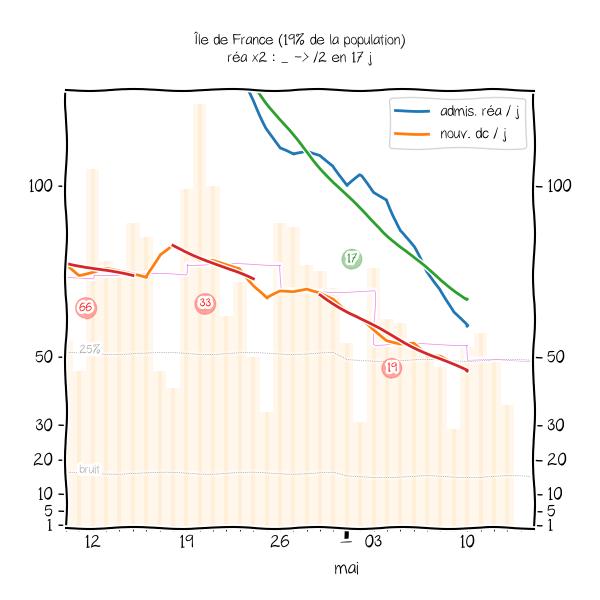 Île de France (19% de la population)
réa x2 : _ -> /2 en 17 j
admis. réa / j
nouv. dc / j
100 100
17
66 33
25%
50 50
19
30 30
20 20
bruit
10 10
5 5
1 1
12 19 26 03 10
mai